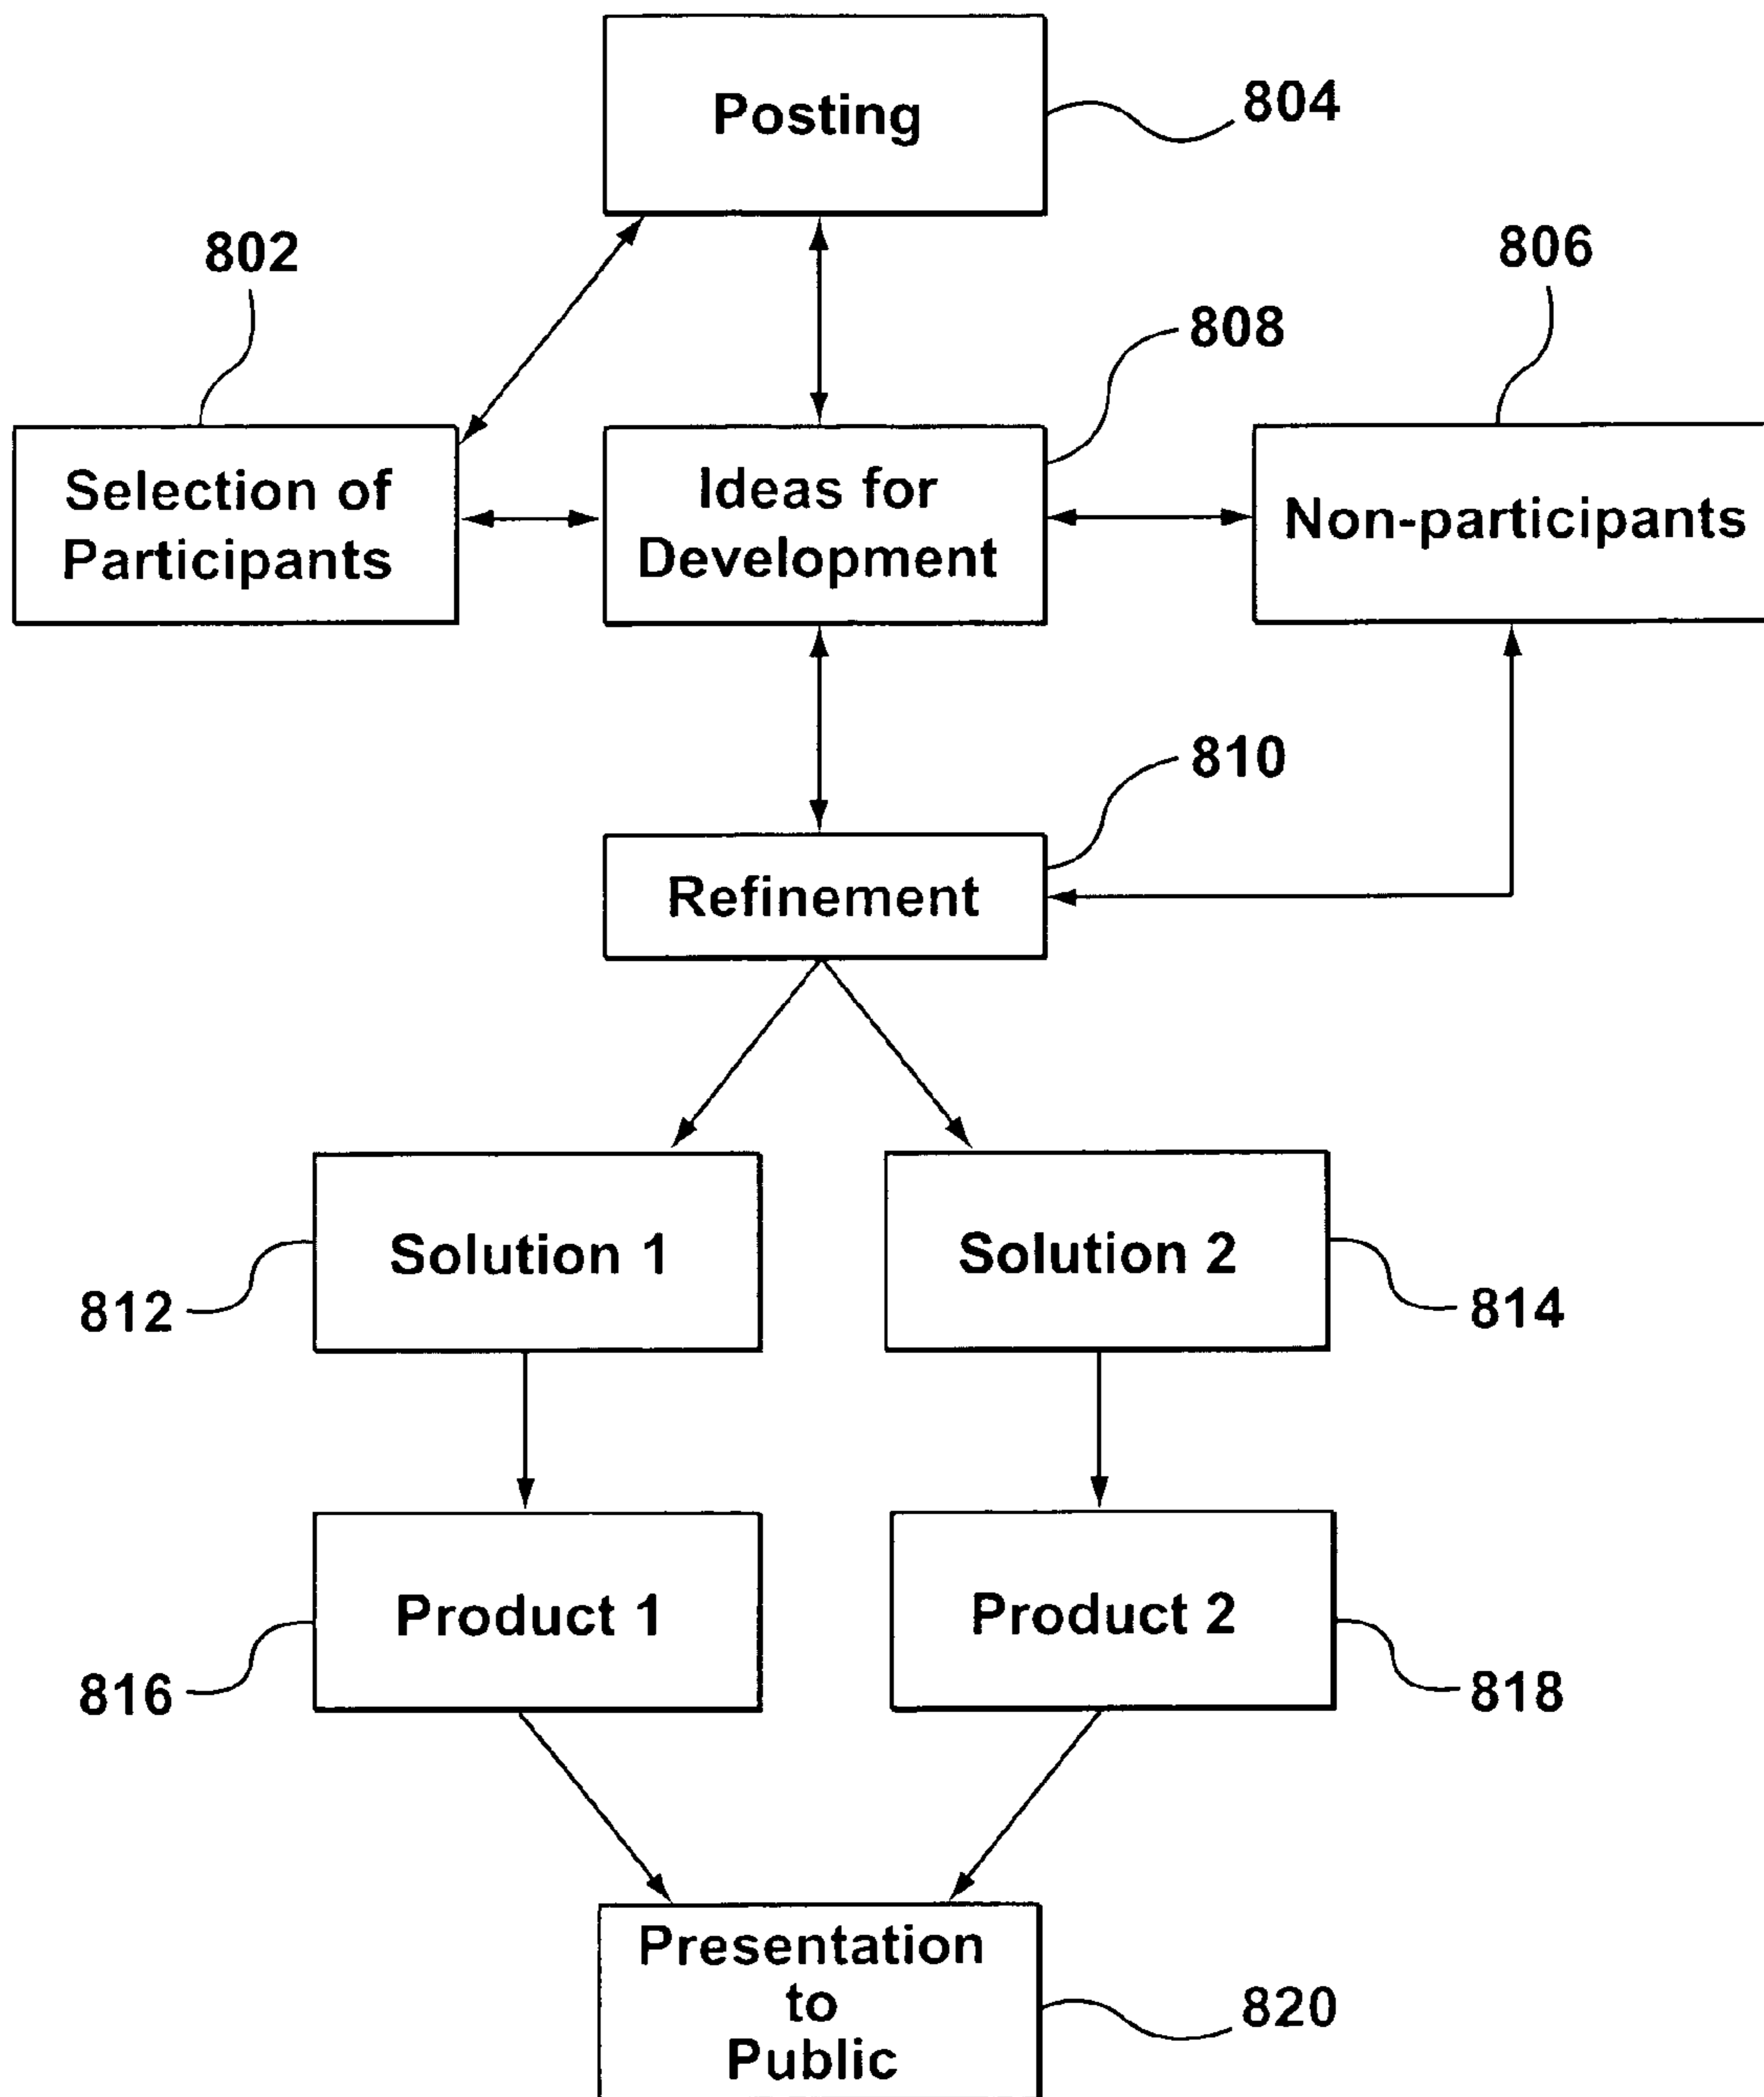 Posting
804
802
806
808
Selection of
Participants
Ideas for
Development
Non-participants
810
Refinement
Solution 1
Solution 2
812
814
Product 1
Product 2
816
818
Presentation
to
Public
820